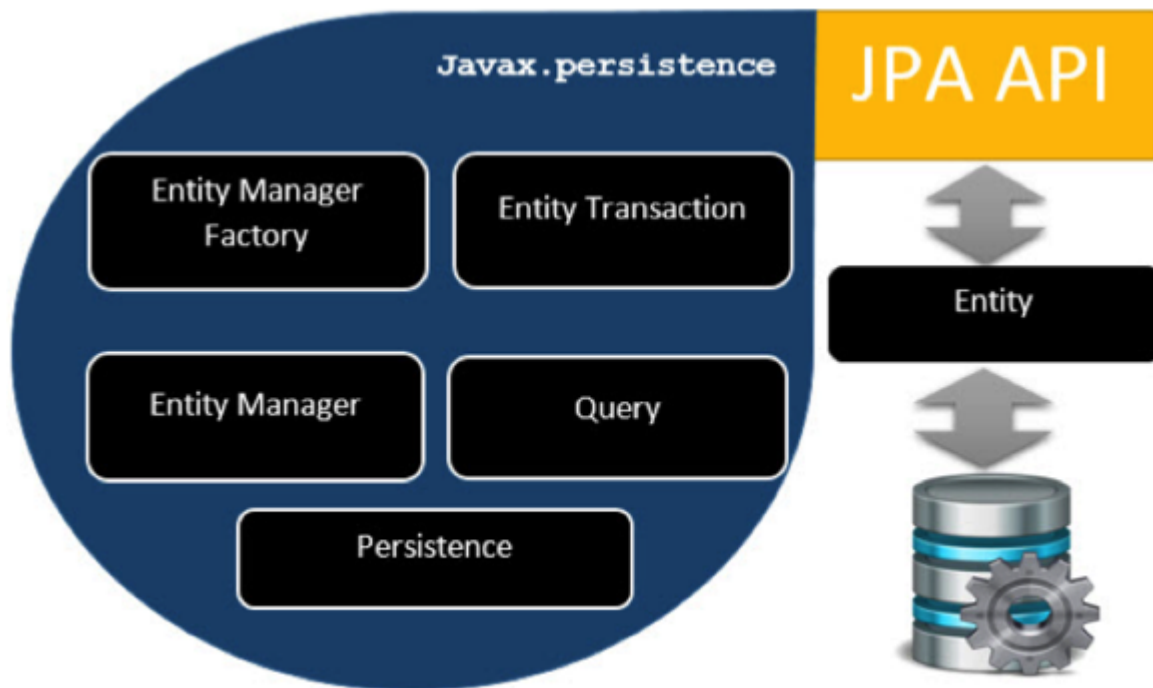 Javax.persistence
JPA API
Entity Manager
Factory
Entity Transaction
Entity
Entity Manager
Query
Persistence